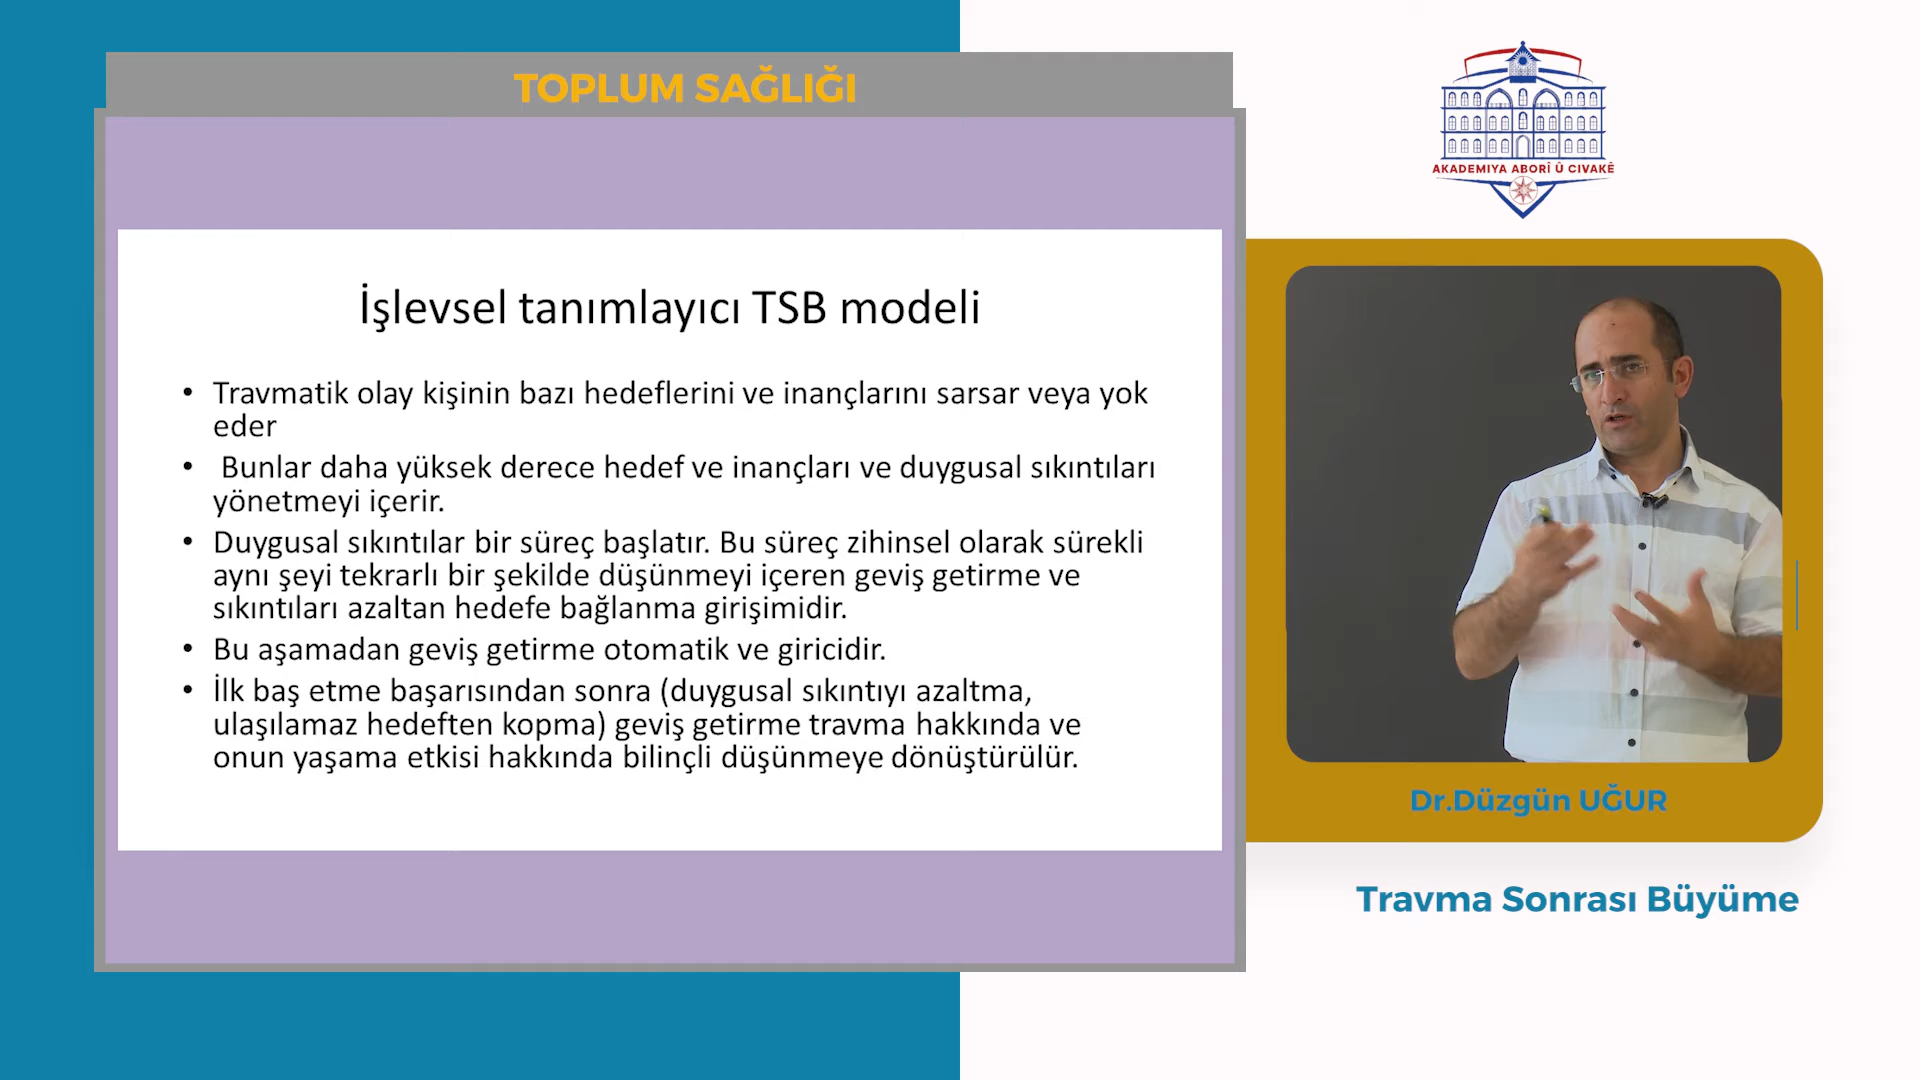 TOPLUM SAĞLIĞI
İşlevsel tanımlayıcı TSB modeli
• Travmatik olay kişinin bazı hedeflerini ve inançlarını sarsar veya yok
eder
• Bunlar daha yüksek derece hedef ve inançları ve duygusal sıkıntıları
yönetmeyi içerir.
• Duygusal sıkıntılar bir süreç başlatır. Bu süreç zihinsel olarak sürekli
aynı şeyi tekrarlı bir şekilde düşünmeyi içeren geviş getirme ve
sıkıntıları azaltan hedefe bağlanma girişimidir.
• Bu aşamadan geviş getirme otomatik ve giricidir.
• İlk baş etme başarısından sonra (duygusal sıkıntıyı azaltma,
ulaşılamaz hedeften kopma) geviş getirme travma hakkında ve
onun yaşama etkisi hakkında bilinçli düşünmeye dönüştürülür.
AKADEMIYA ABORÎ Û CIVAKÊ
Dr.Düzgün UĞUR
Travma Sonrası Büyüme